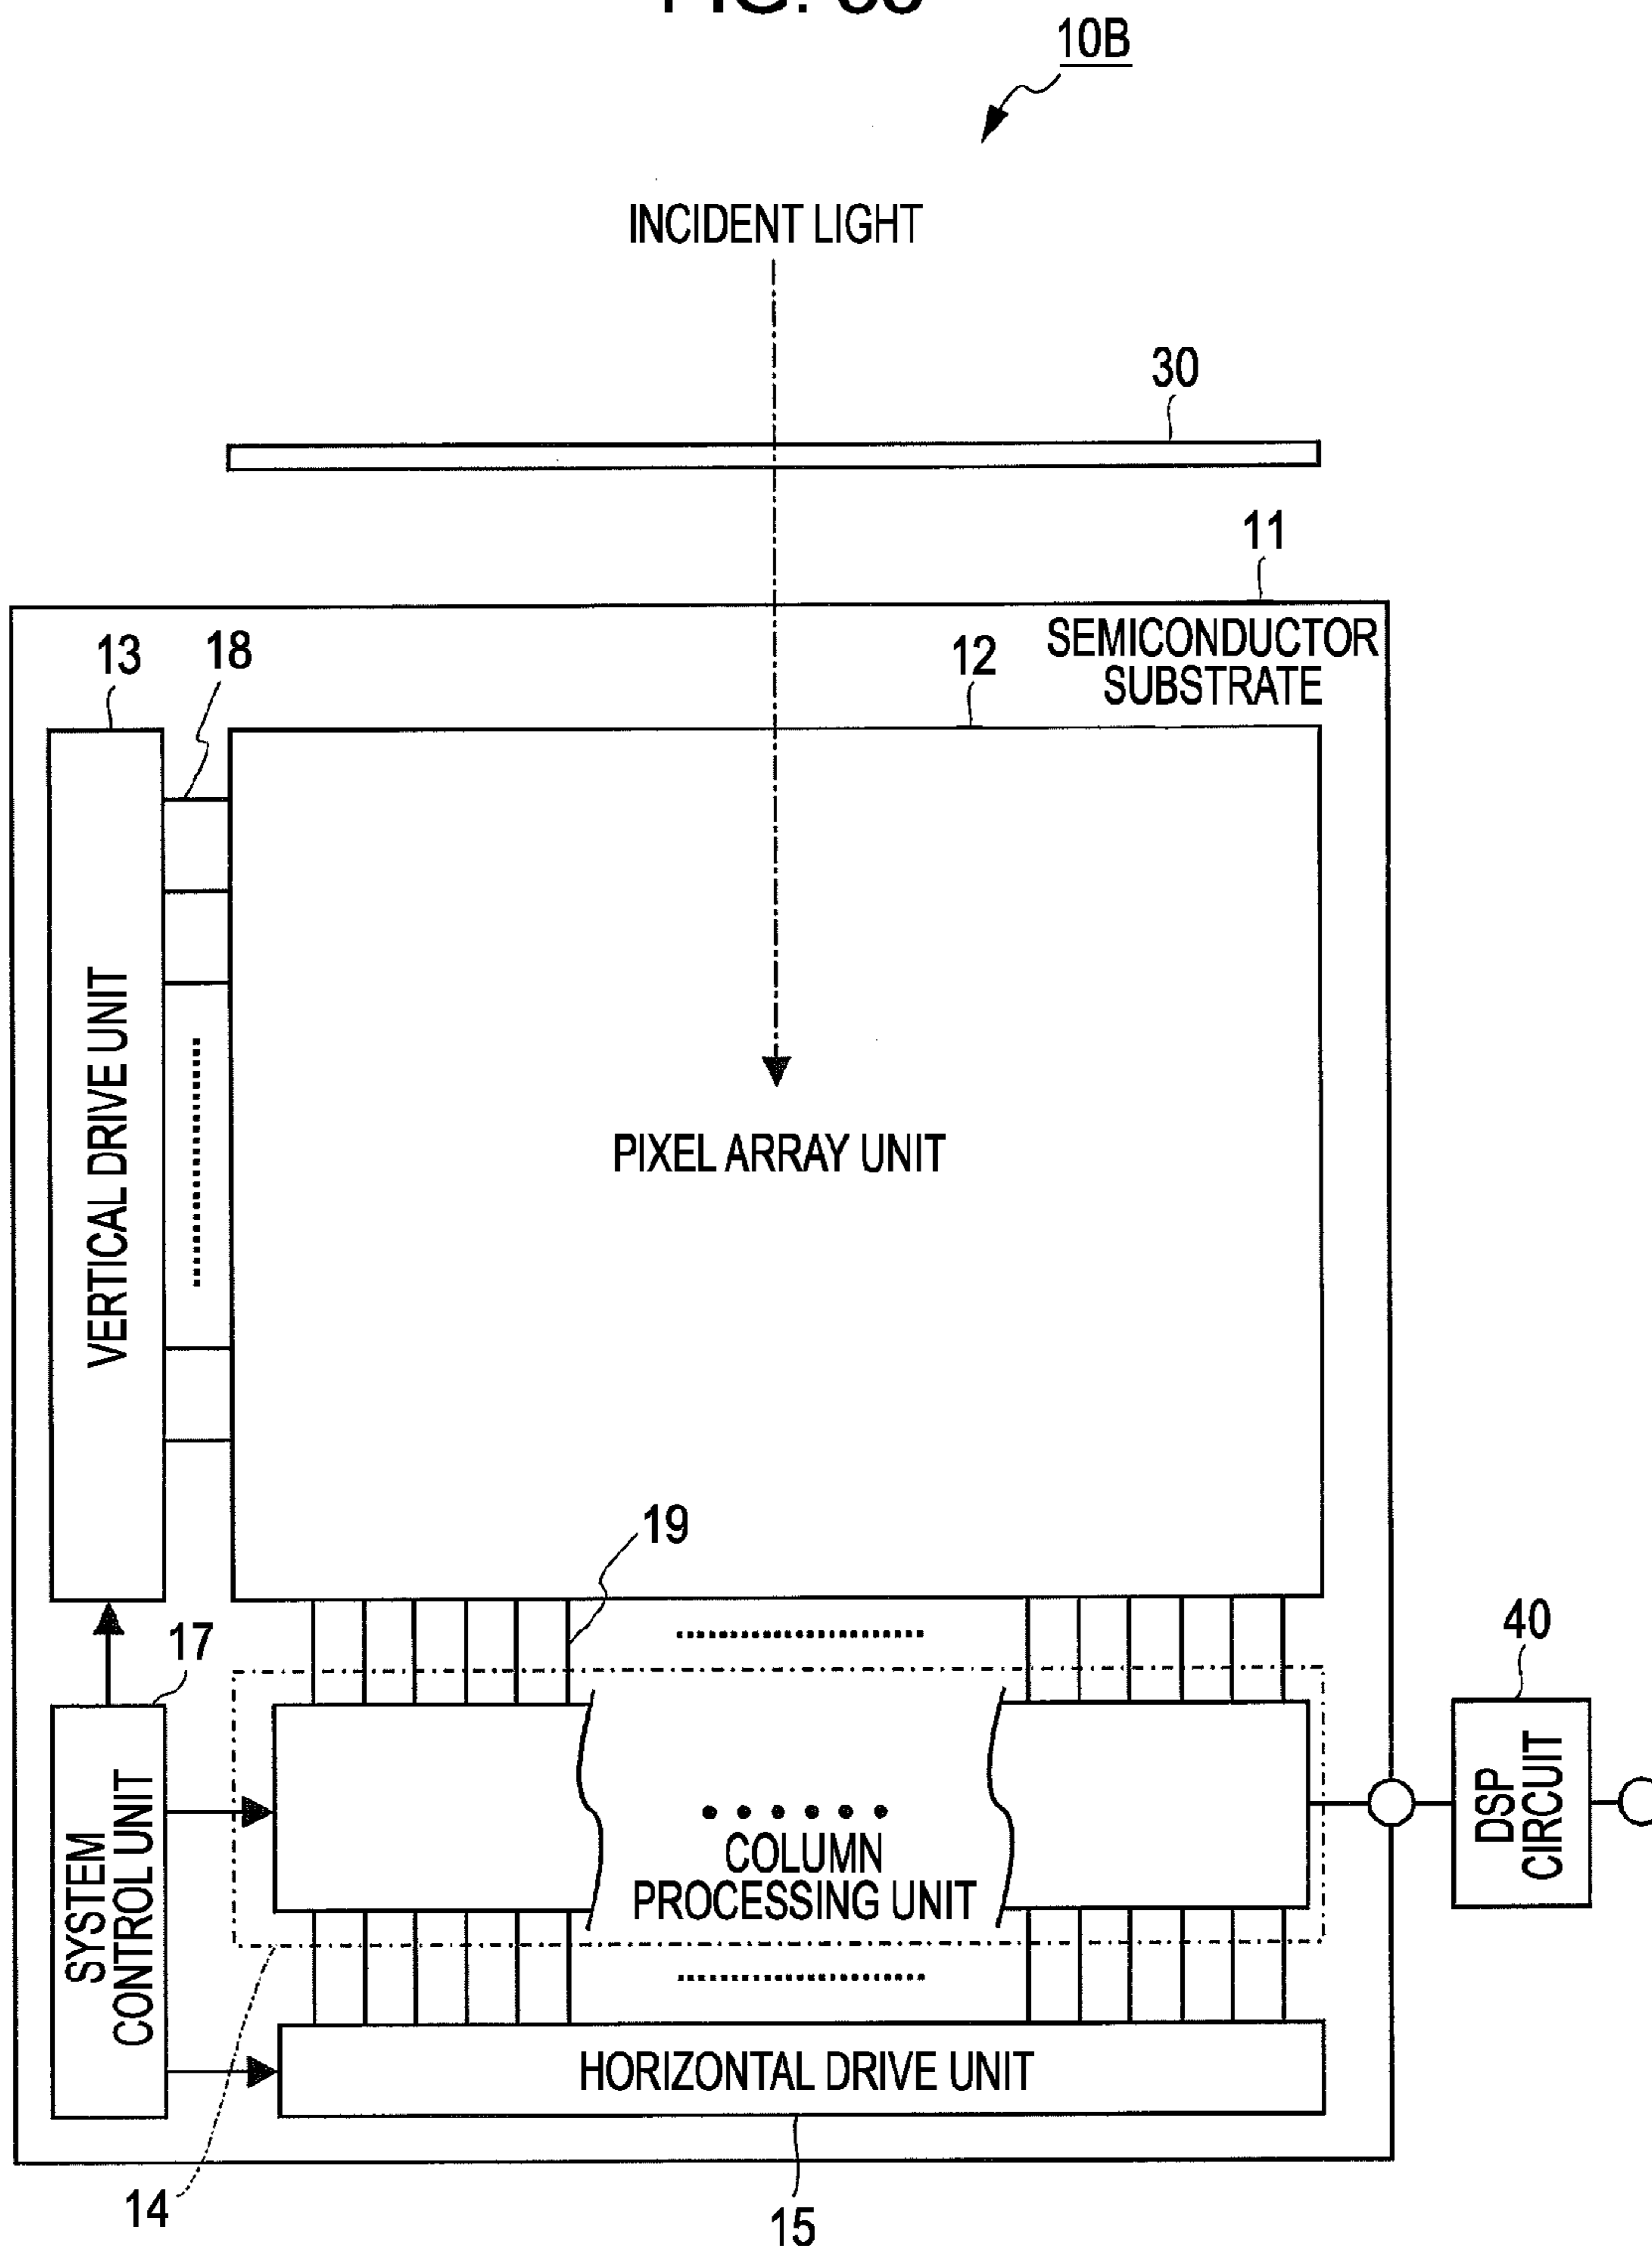 10B
INCIDENT LIGHT
30
11
SEMICONDUCTOR
SUBSTRATE
13
18
12
VERTICAL DRIVE UNIT
PIXEL ARRAY UNIT
19
17
40
SYSTEM
CONTROL UNIT
COLUMN
PROCESSING UNIT
DSP
CIRCUIT
HORIZONTAL DRIVE UNIT
14
15